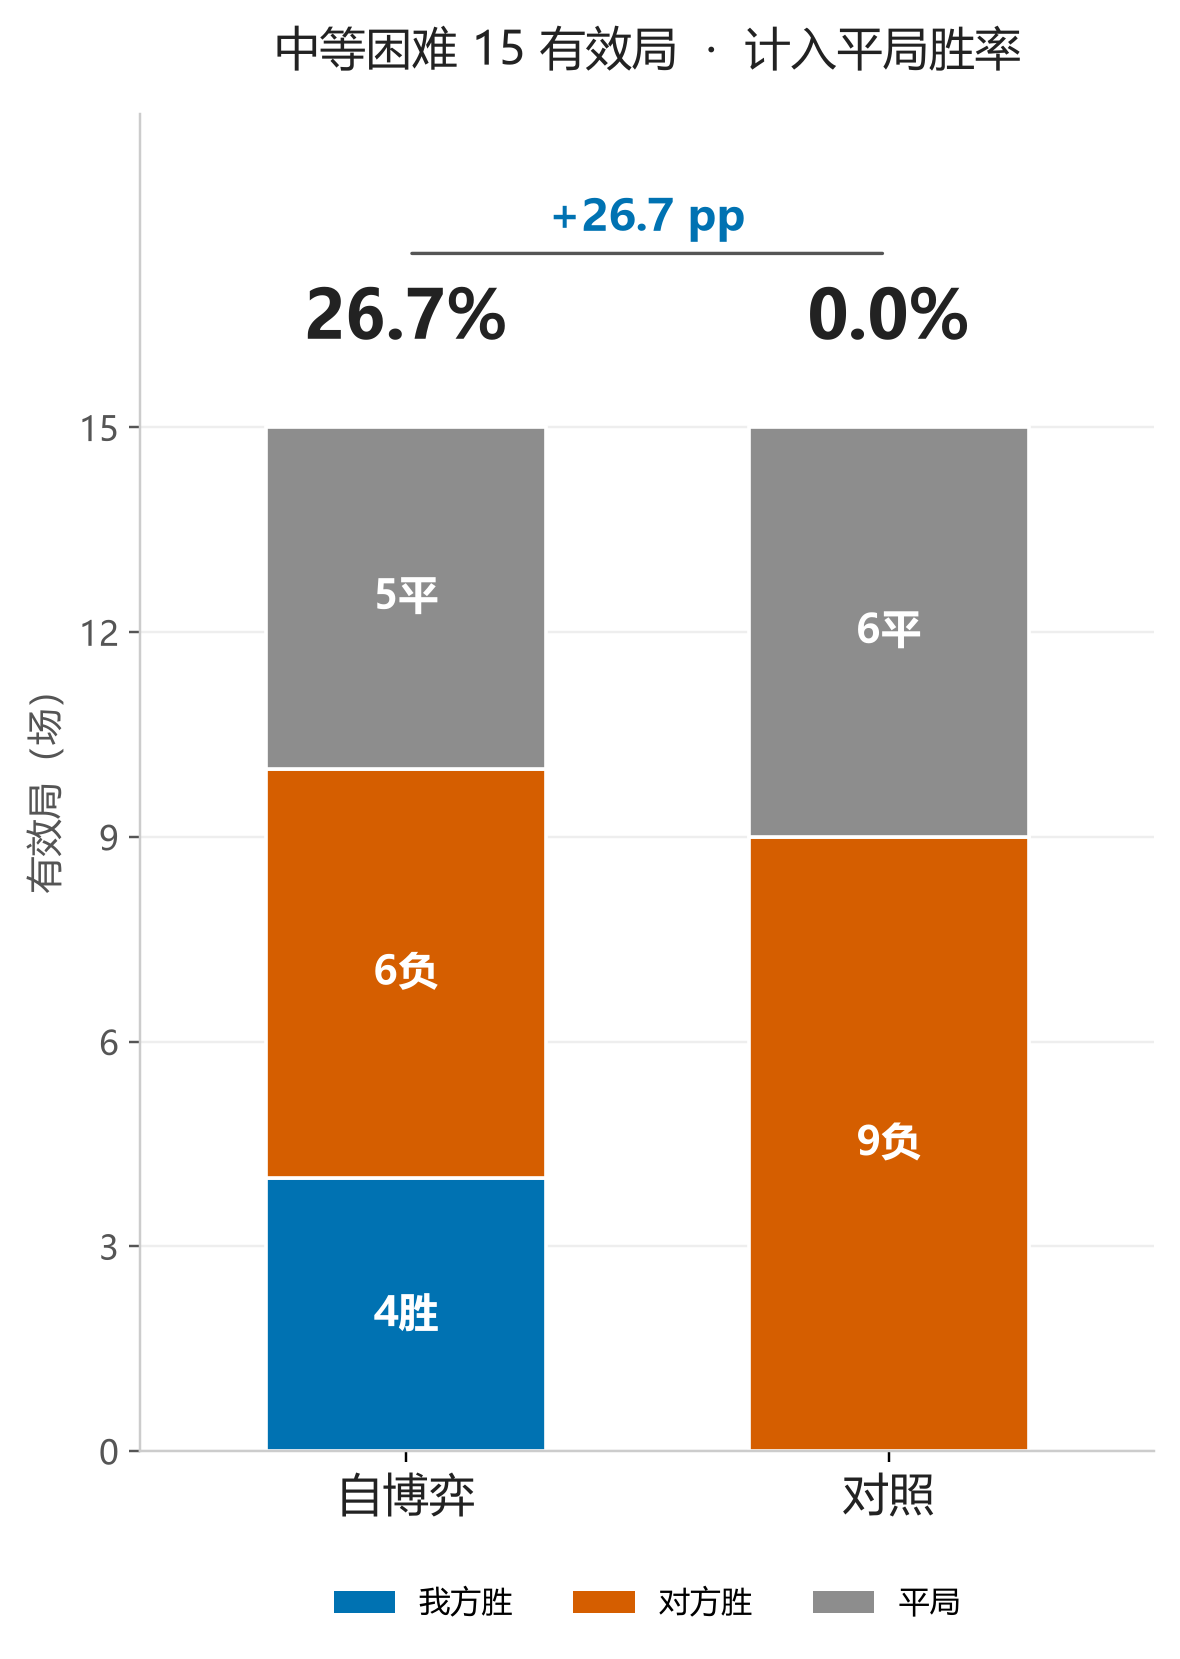 中等困难 15 有效局 · 计入平局胜率
+26.7 pp
26.7%
0.0%
15
12
9
6
3
0
有效局（场）
5平
6负
4胜
6平
9负
自博弈
对照
我方胜
对方胜
平局